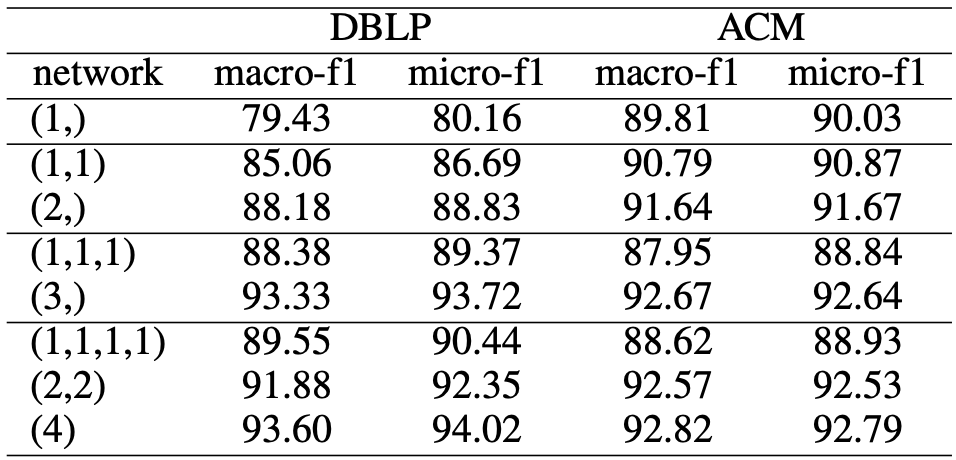 DBLP ACM
network macro-f1 micro-f1 macro-f1 micro-f1
(1,) 79.43 80.16 89.81 90.03
(1,1) 85.06 86.69 90.79 90.87
(2,) 88.18 88.83 91.64 91.67
(1,1,1) 88.38 89.37 87.95 88.84
(3,) 93.33 93.72 92.67 92.64
(1,1,1,1) 89.55 90.44 88.62 88.93
(2,2) 91.88 92.35 92.57 92.53
(4) 93.60 94.02 92.82 92.79